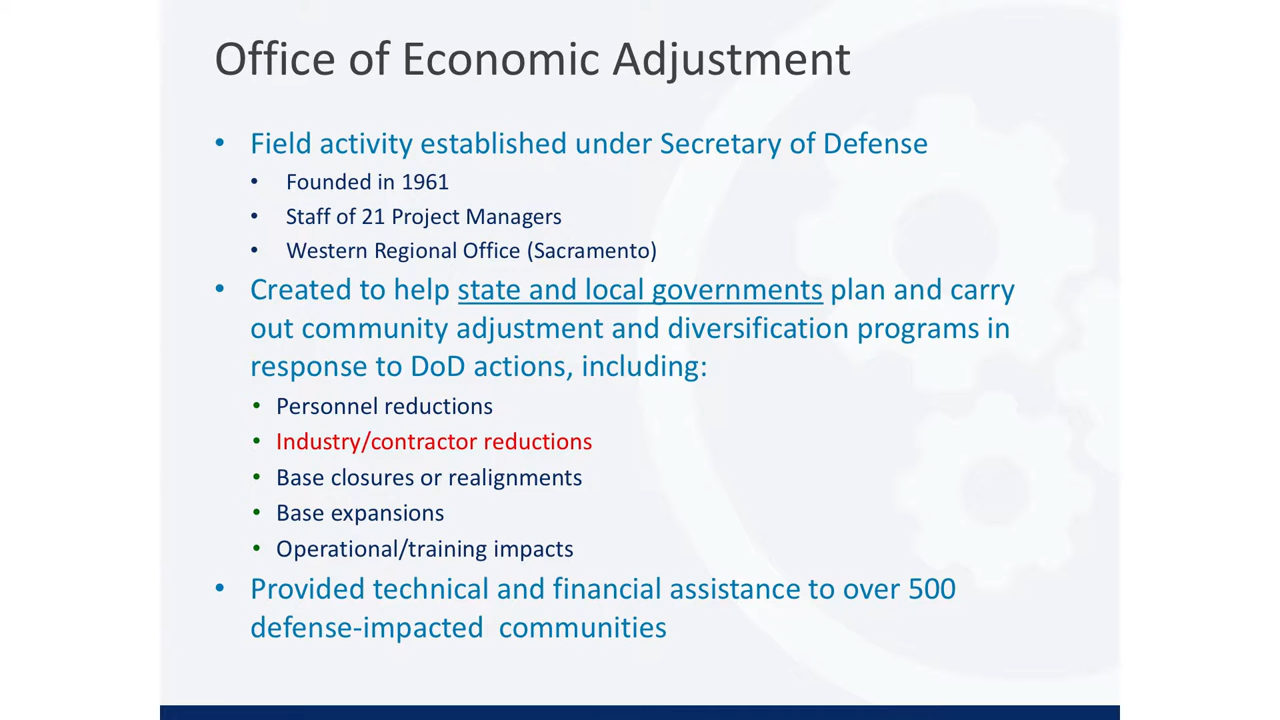 Office of Economic Adjustment
• Field activity established under Secretary of Defense
• Founded in 1961
• Staff of 21 Project Managers
• Western Regional Office (Sacramento)
• Created to help state and local governments plan and carry
out community adjustment and diversification programs in
response to DoD actions, including:
• Personnel reductions
• Industry/contractor reductions
• Base closures or realignments
• Base expansions
• Operational/training impacts
• Provided technical and financial assistance to over 500
defense-impacted  communities